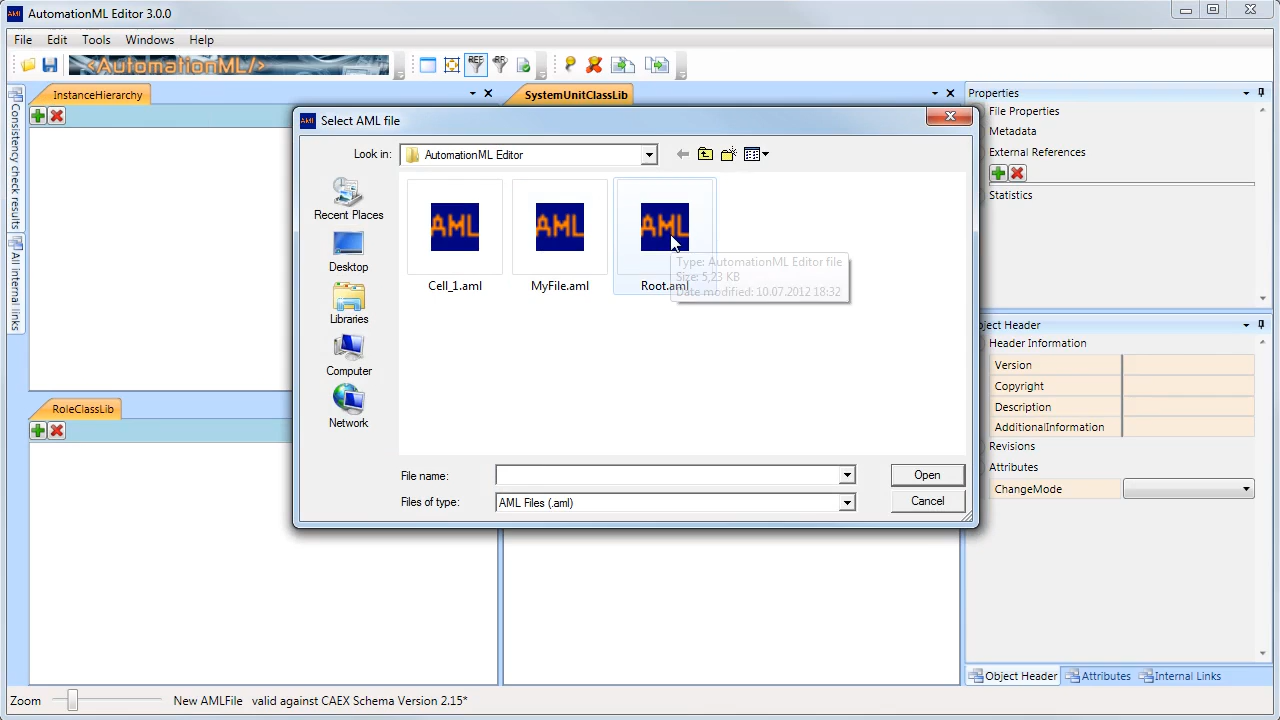 AML AutomationML Editor 3.0.0
File Edit Tools Windows Help
<AutomationML/>
REF
RR
InstanceHierarchy
SystemUnitClassLib
Properties
File Properties
Metadata
External References
Statistics
Consistency check results
All internal links
AML Select AML file
Look in: AutomationML Editor
Recent Places
Desktop
Libraries
Computer
Network
AML AML AML
Cell_1.aml MyFile.aml Root.aml
Type: AutomationML Editor file
Size: 5,23 KB
Date modified: 10.07.2012 18:32
File name: Open
Files of type: AML Files (.aml) Cancel
RoleClassLib
ject Header
Header Information
Version
Copyright
Description
AdditionalInformation
Revisions
Attributes
ChangeMode
Object Header Attributes Internal Links
Zoom New AMLFile valid against CAEX Schema Version 2.15*